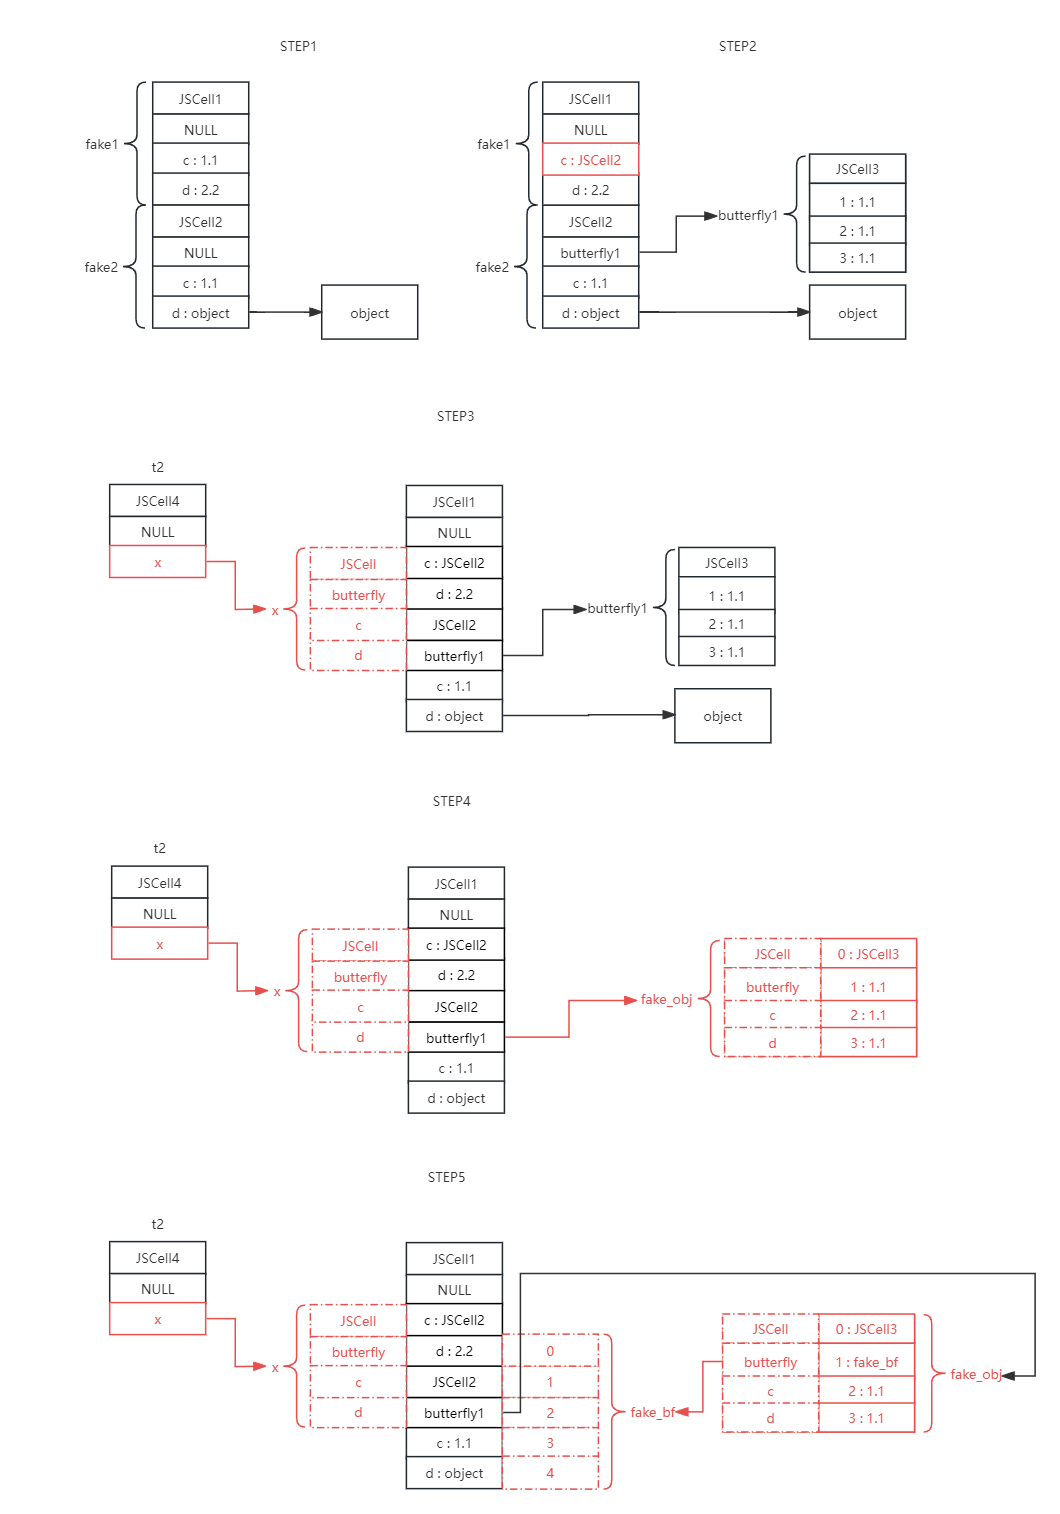 STEP1
JSCell1
NULL
c : 1.1
d : 2.2
fake1
JSCell2
NULL
c : 1.1
d : object
fake2
object
STEP2
JSCell1
NULL
c : JSCell2
d : 2.2
fake1
JSCell2
butterfly1
c : 1.1
d : object
fake2
butterfly1
JSCell3
1 : 1.1
2 : 1.1
3 : 1.1
object
STEP3
t2
JSCell4
NULL
x
x
JSCell
butterfly
c
d
JSCell1
NULL
c : JSCell2
d : 2.2
JSCell2
butterfly1
c : 1.1
d : object
butterfly1
JSCell3
1 : 1.1
2 : 1.1
3 : 1.1
object
STEP4
t2
JSCell4
NULL
x
x
JSCell
butterfly
c
d
JSCell1
NULL
c : JSCell2
d : 2.2
JSCell2
butterfly1
c : 1.1
d : object
fake_obj
JSCell
butterfly
c
d
0 : JSCell3
1 : 1.1
2 : 1.1
3 : 1.1
STEP5
t2
JSCell4
NULL
x
x
JSCell
butterfly
c
d
JSCell1
NULL
c : JSCell2
d : 2.2
JSCell2
butterfly1
c : 1.1
d : object
0
1
2
3
4
fake_bf
JSCell
butterfly
c
d
0 : JSCell3
1 : fake_bf
2 : 1.1
3 : 1.1
fake_obj